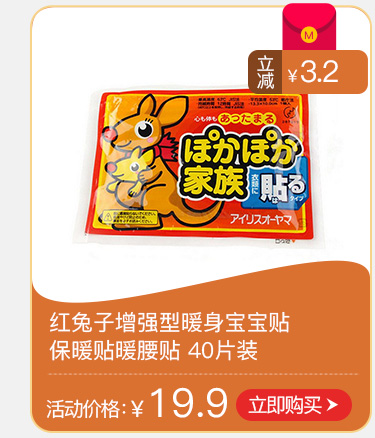 M
立减 ¥3.2
心も体も あったまる
ぽかぽか
家族
衣類に
貼る
タイプ
アイリスオーヤマ
红兔子增强型暖身宝宝贴
保暖贴暖腰贴 40片装
活动价格:¥19.9 立即购买 >